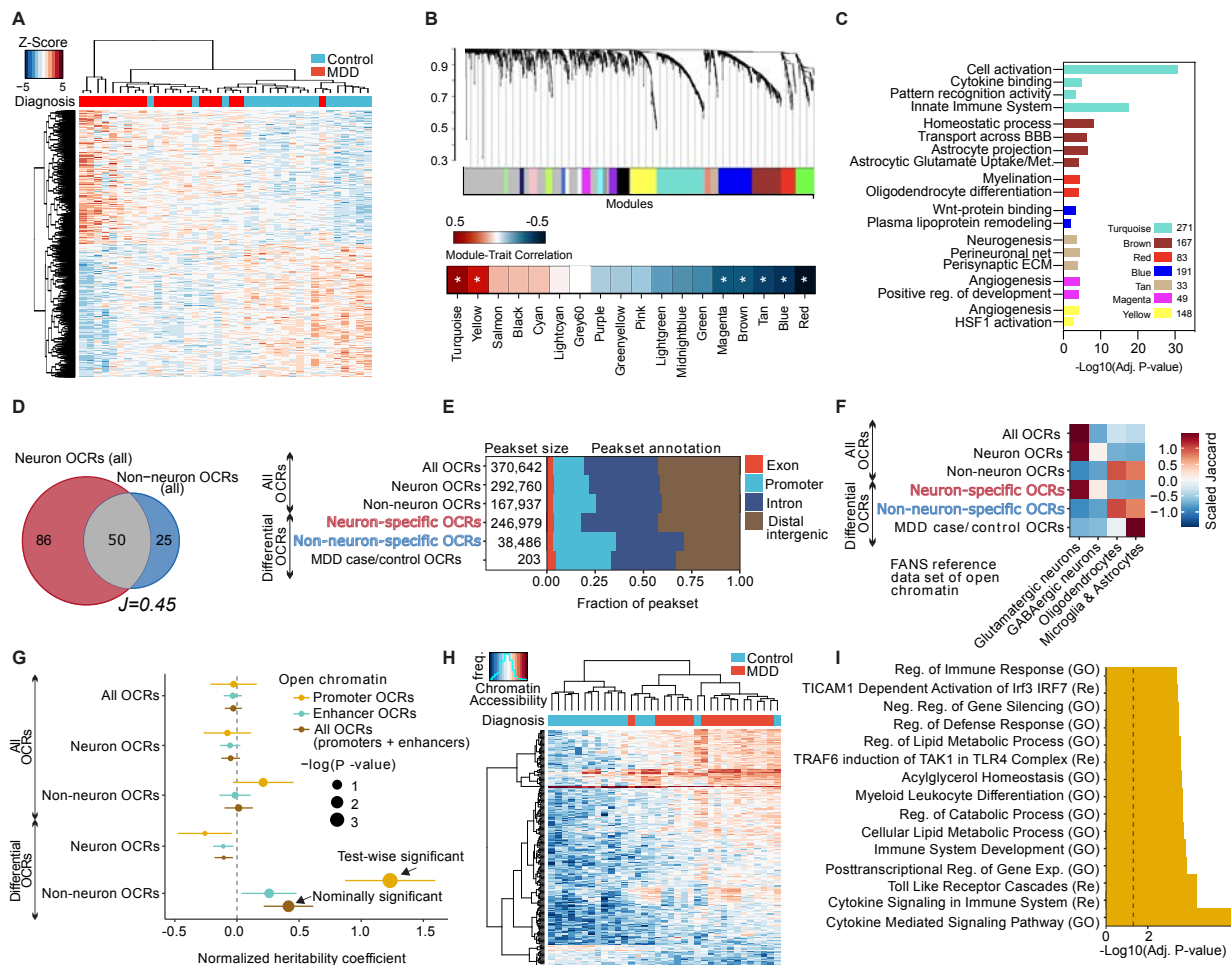 A
Z-Score
−5
5
Control
MDD
Diagnosis
B
0.9
0.7
0.5
0.3
Modules
0.5
-0.5
Module-Trait Correlation
* * * * * * *
Turquoise
Yellow
Salmon
Black
Cyan
Lightcyan
Grey60
Purple
Greenyellow
Pink
Lightgreen
Midnightblue
Green
Magenta
Brown
Tan
Blue
Red
C
Cell activation
Cytokine binding
Pattern recognition activity
Innate Immune System
Homeostatic process
Transport across BBB
Astrocyte projection
Astrocytic Glutamate Uptake/Met.
Myelination
Oligodendrocyte differentiation
Wnt-protein binding
Plasma lipoprotein remodeling
Neurogenesis
Perineuronal net
Perisynaptic ECM
Angiogenesis
Positive reg. of development
Angiogenesis
HSF1 activation
Turquoise 271
Brown 167
Red 83
Blue 191
Tan 33
Magenta 49
Yellow 148
0 10 20 30
-Log10(Adj. P-value)
D
Neuron OCRs (all)
Non-neuron OCRs
(all)
86
50
25
J=0.45
E
Peakset size
Peakset annotation
All OCRs
Differential OCRs
All OCRs 370,642
Neuron OCRs 292,760
Non-neuron OCRs 167,937
Neuron-specific OCRs 246,979
Non-neuron-specific OCRs 38,486
MDD case/control OCRs 203
0.00 0.25 0.50 0.75 1.00
Fraction of peakset
Exon
Promoter
Intron
Distal
intergenic
F
All OCRs
Differential OCRs
All OCRs
Neuron OCRs
Non-neuron OCRs
Neuron-specific OCRs
Non-neuron-specific OCRs
MDD case/control OCRs
1.0
0.5
0.0
−0.5
−1.0
Scaled Jaccard
FANS reference
data set of open
chromatin
Glutamatergic neurons
GABAergic neurons
Oligodendrocytes
Microglia & Astrocytes
G
All OCRs
Differential OCRs
All OCRs
Neuron OCRs
Non-neuron OCRs
Neuron OCRs
Non-neuron OCRs
Open chromatin
Promoter OCRs
Enhancer OCRs
All OCRs
(promoters + enhancers)
−log(P -value)
1
2
3
Test-wise significant
Nominally significant
-0.5 0.0 0.5 1.0 1.5
Normalized heritability coefficient
H
freq.
Chromatin
Accessibility
Control
MDD
Diagnosis
I
Reg. of Immune Response (GO)
TICAM1 Dependent Activation of Irf3 IRF7 (Re)
Neg. Reg. of Gene Silencing (GO)
Reg. of Defense Response (GO)
Reg. of Lipid Metabolic Process (GO)
TRAF6 induction of TAK1 in TLR4 Complex (Re)
Acylglycerol Homeostasis (GO)
Myeloid Leukocyte Differentiation (GO)
Reg. of Catabolic Process (GO)
Cellular Lipid Metabolic Process (GO)
Immune System Development (GO)
Posttranscriptional Reg. of Gene Exp. (GO)
Toll Like Receptor Cascades (Re)
Cytokine Signaling in Immune System (Re)
Cytokine Mediated Signaling Pathway (GO)
0 2
-Log10(Adj. P-value)